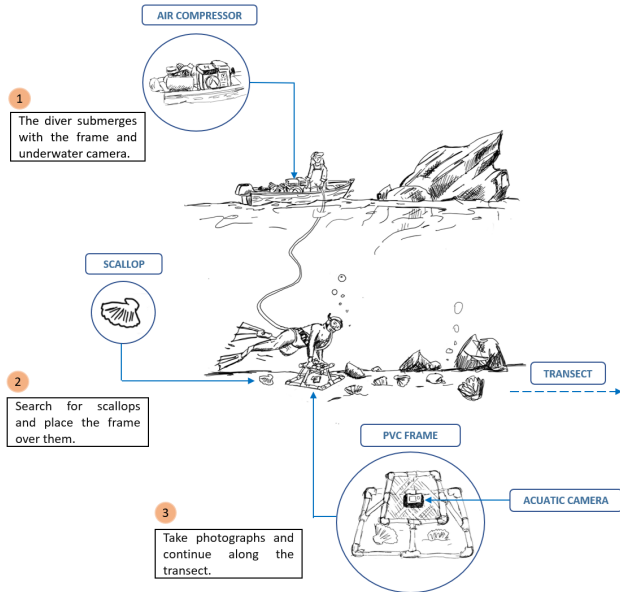 AIR COMPRESSOR
1
The diver submerges
with the frame and
underwater camera.
SCALLOP
2
Search for scallops
and place the frame
over them.
TRANSECT
PVC FRAME
ACUATIC CAMERA
3
Take photographs and
continue along the
transect.